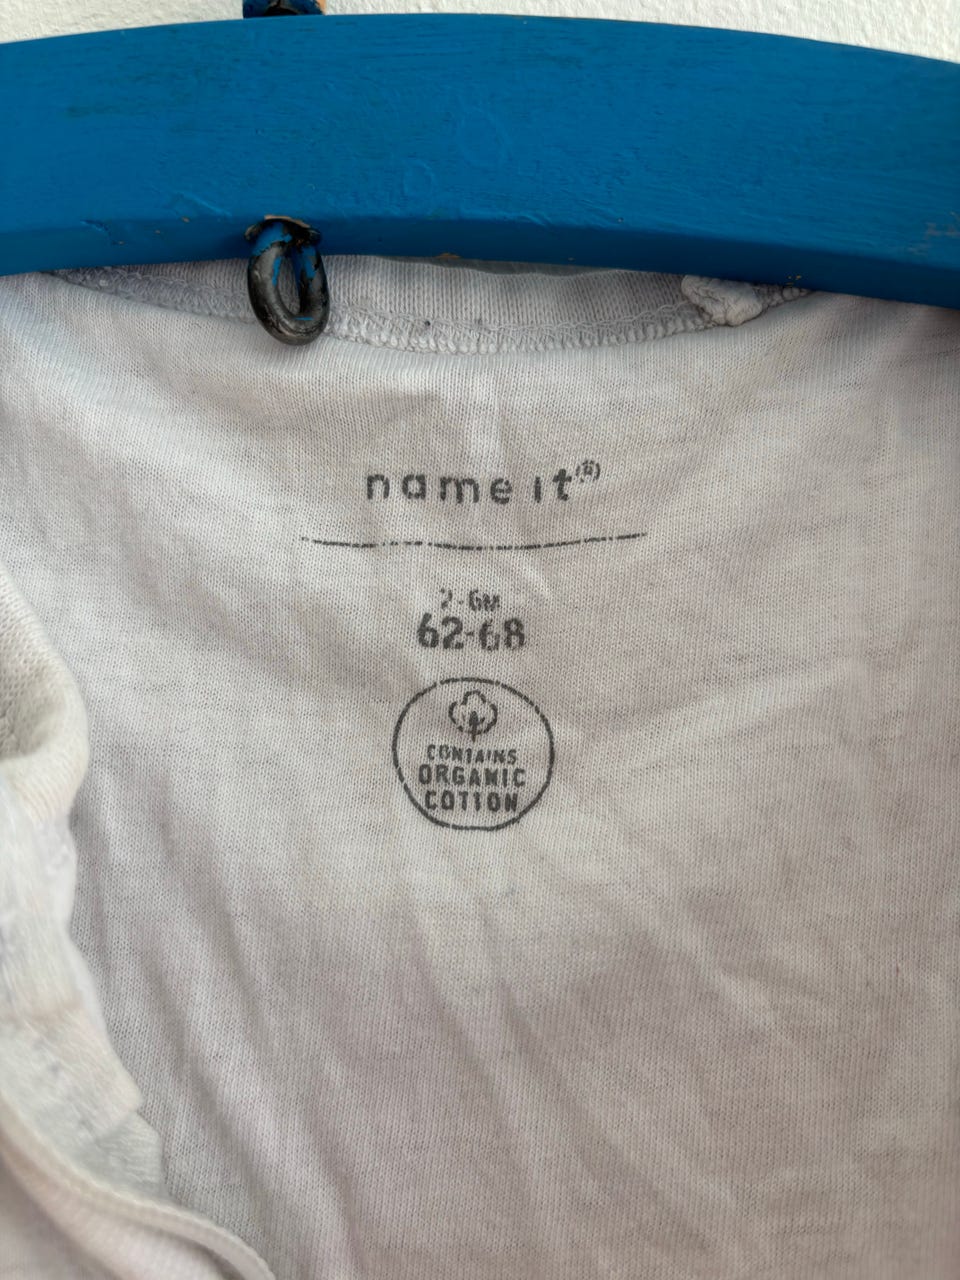 name it®
2-6M
62-68
CONTAINS
ORGANIC
COTTON